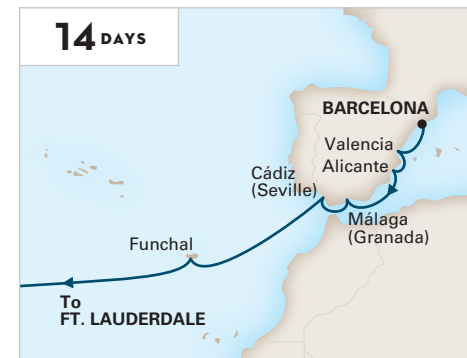 14 DAYS
BARCELONA
Valencia
Alicante
Cádiz
(Seville)
Málaga
(Granada)
Funchal
To
FT. LAUDERDALE